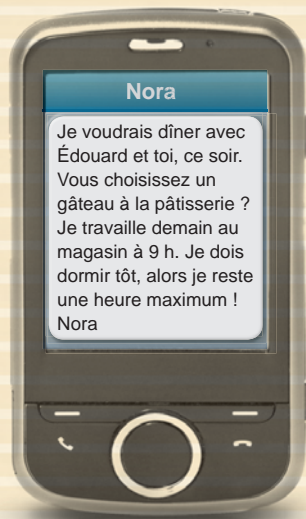 Nora
Je voudrais dîner avec
Édouard et toi, ce soir.
Vous choisissez un
gâteau à la pâtisserie ?
Je travaille demain au
magasin à 9 h. Je dois
dormir tôt, alors je reste
une heure maximum !
Nora